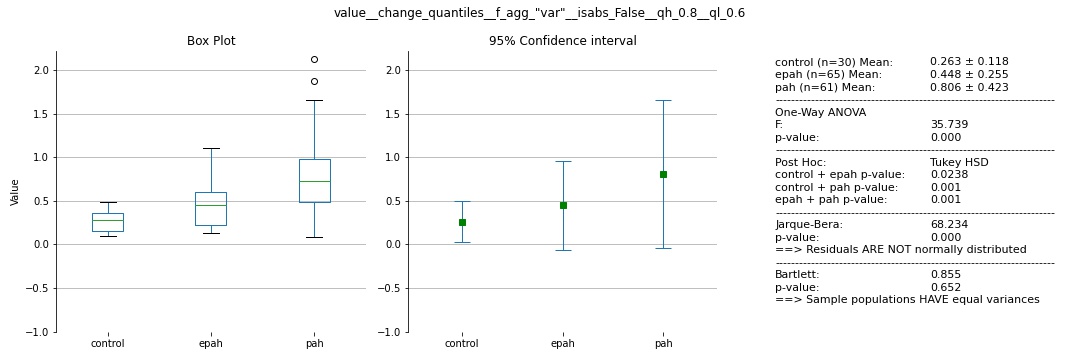 value__change_quantiles__f_agg_"var"__isabs_False__qh_0.8__ql_0.6
Box Plot
2.0
1.5
1.0
0.5
0.0
−0.5
−1.0
Value
control epah pah
95% Confidence interval
2.0
1.5
1.0
0.5
0.0
−0.5
−1.0
control epah pah
control (n=30) Mean: 0.263 ± 0.118
epah (n=65) Mean: 0.448 ± 0.255
pah (n=61) Mean: 0.806 ± 0.423
One-Way ANOVA
F: 35.739
p-value: 0.000
Post Hoc: Tukey HSD
control + epah p-value: 0.0238
control + pah p-value: 0.001
epah + pah p-value: 0.001
Jarque-Bera: 68.234
p-value: 0.000
==> Residuals ARE NOT normally distributed
Bartlett: 0.855
p-value: 0.652
==> Sample populations HAVE equal variances